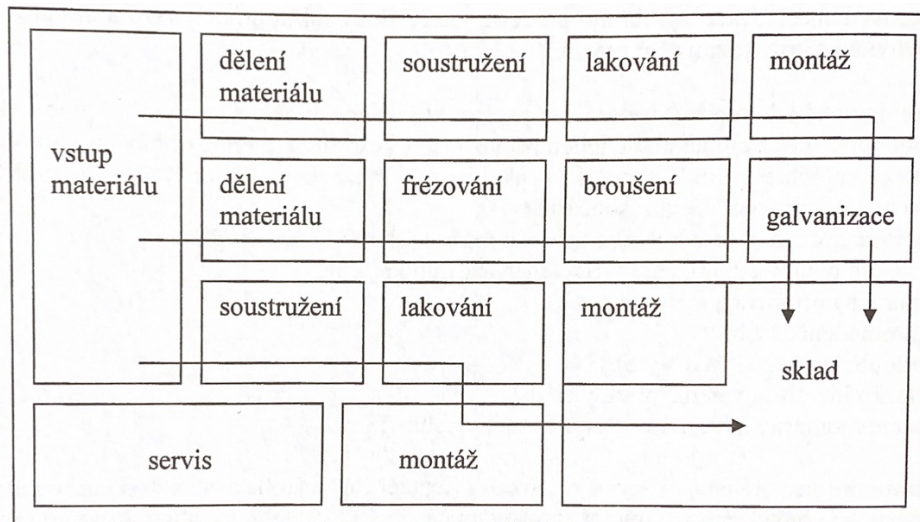 dělení
materiálu
soustružení
lakování
montáž
vstup
materiálu
dělení
materiálu
frézování
broušení
galvanizace
soustružení
lakování
montáž
sklad
servis
montáž